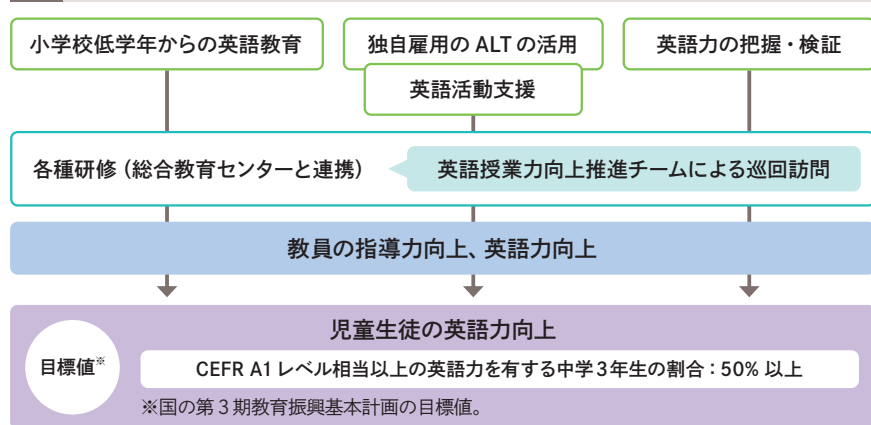 小学校低学年からの英語教育
独自雇用の ALT の活用
英語力の把握・検証
英語活動支援
各種研修（総合教育センターと連携）
英語授業力向上推進チームによる巡回訪問
教員の指導力向上、英語力向上
児童生徒の英語力向上
目標値※
CEFR A1 レベル相当以上の英語力を有する中学3年生の割合：50% 以上
※国の第3期教育振興基本計画の目標値。